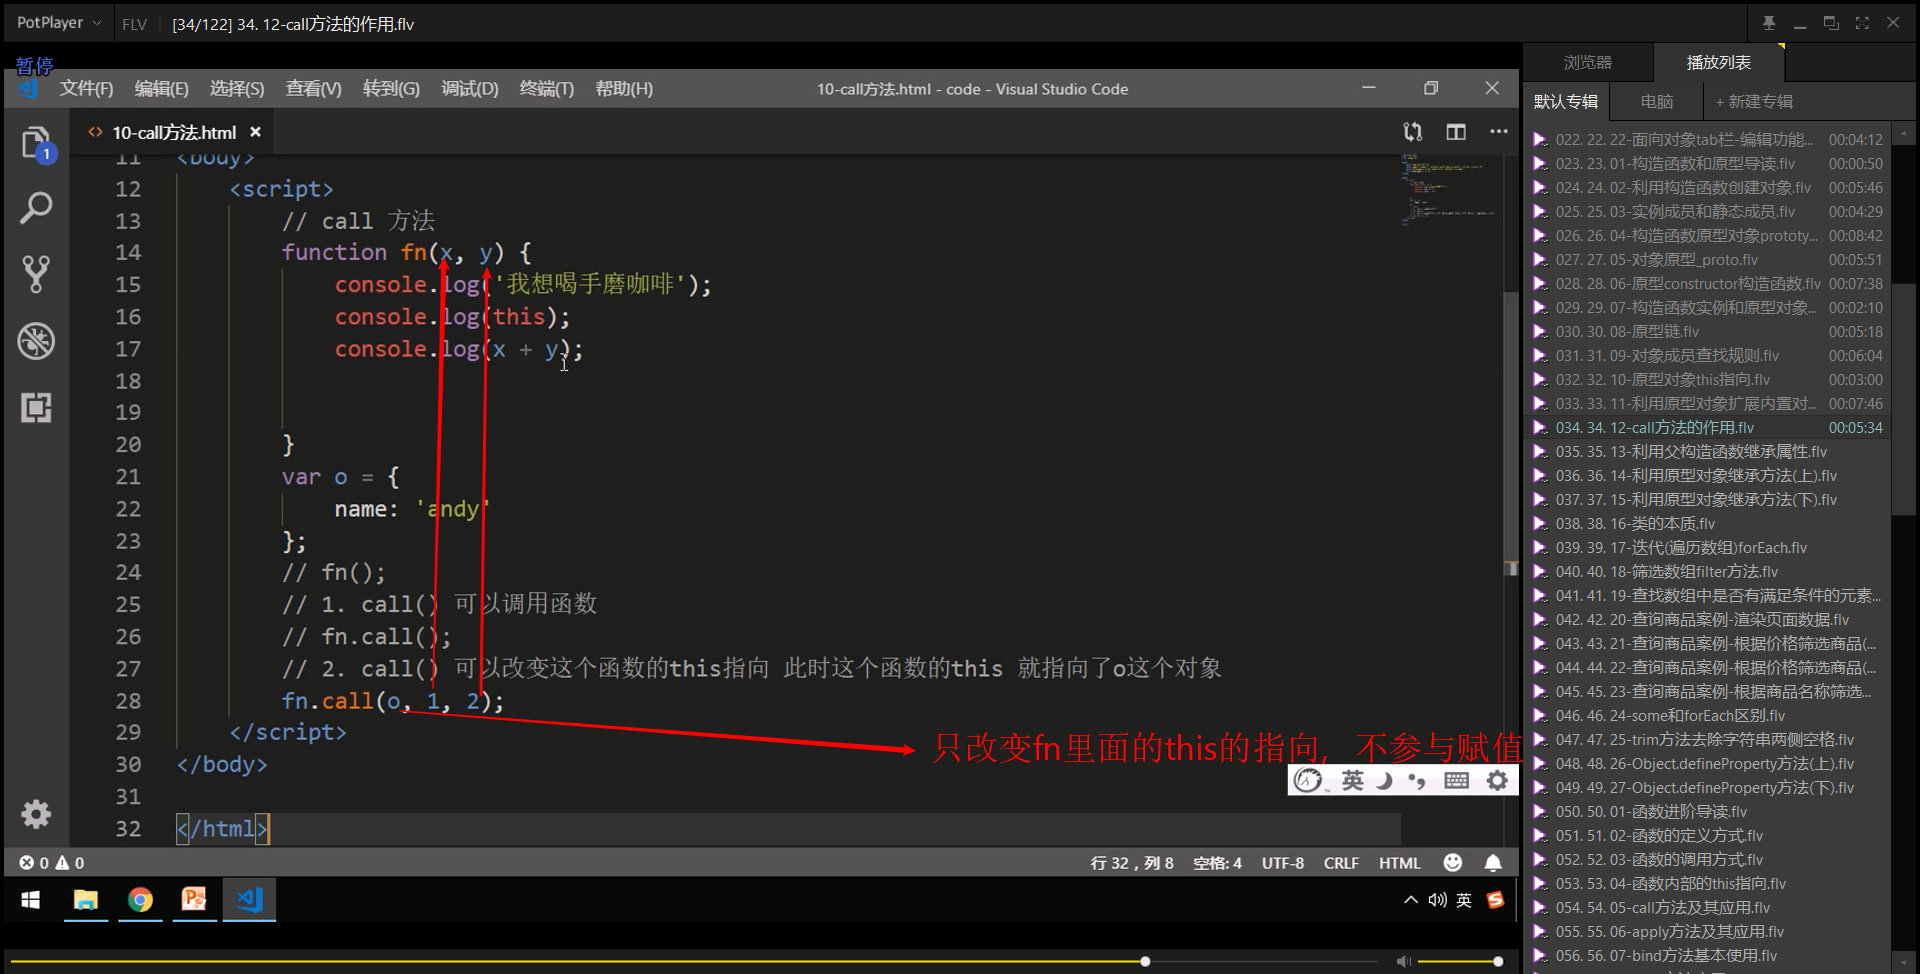 PotPlayer
FLV
[34/122] 34. 12-call方法的作用.flv
暂停
文件(F) 编辑(E) 选择(S) 查看(V) 转到(G) 调试(D) 终端(T) 帮助(H)
10-call方法.html - code - Visual Studio Code
1
<> 10-call方法.html ×
11 <body>
12 <script>
13 // call 方法
14 function fn(x, y) {
15 console.log('我想喝手磨咖啡');
16 console.log(this);
17 console.log(x + y);
18
19
20 }
21 var o = {
22 name: 'andy'
23 };
24 // fn();
25 // 1. call() 可以调用函数
26 // fn.call();
27 // 2. call() 可以改变这个函数的this指向 此时这个函数的this 就指向了o这个对象
28 fn.call(o, 1, 2);
29 </script>
30 </body>
31
32 </html>
只改变fn里面的this的指向，不参与赋值
英
0 0
行 32，列 8 空格: 4 UTF-8 CRLF HTML
英
浏览器 播放列表
默认专辑 电脑 + 新建专辑
022. 22. 22-面向对象tab栏-编辑功能... 00:04:12
023. 23. 01-构造函数和原型导读.flv 00:00:50
024. 24. 02-利用构造函数创建对象.flv 00:05:46
025. 25. 03-实例成员和静态成员.flv 00:04:29
026. 26. 04-构造函数原型对象prototy... 00:08:42
027. 27. 05-对象原型_proto.flv 00:05:51
028. 28. 06-原型constructor构造函数.flv 00:07:38
029. 29. 07-构造函数实例和原型对象... 00:02:10
030. 30. 08-原型链.flv 00:05:18
031. 31. 09-对象成员查找规则.flv 00:06:04
032. 32. 10-原型对象this指向.flv 00:03:00
033. 33. 11-利用原型对象扩展内置对... 00:07:46
034. 34. 12-call方法的作用.flv 00:05:34
035. 35. 13-利用父构造函数继承属性.flv
036. 36. 14-利用原型对象继承方法(上).flv
037. 37. 15-利用原型对象继承方法(下).flv
038. 38. 16-类的本质.flv
039. 39. 17-迭代(遍历数组)forEach.flv
040. 40. 18-筛选数组filter方法.flv
041. 41. 19-查找数组中是否有满足条件的元素...
042. 42. 20-查询商品案例-渲染页面数据.flv
043. 43. 21-查询商品案例-根据价格筛选商品(...
044. 44. 22-查询商品案例-根据价格筛选商品(...
045. 45. 23-查询商品案例-根据商品名称筛选...
046. 46. 24-some和forEach区别.flv
047. 47. 25-trim方法去除字符串两侧空格.flv
048. 48. 26-Object.defineProperty方法(上).flv
049. 49. 27-Object.defineProperty方法(下).flv
050. 50. 01-函数进阶导读.flv
051. 51. 02-函数的定义方式.flv
052. 52. 03-函数的调用方式.flv
053. 53. 04-函数内部的this指向.flv
054. 54. 05-call方法及其应用.flv
055. 55. 06-apply方法及其应用.flv
056. 56. 07-bind方法基本使用.flv